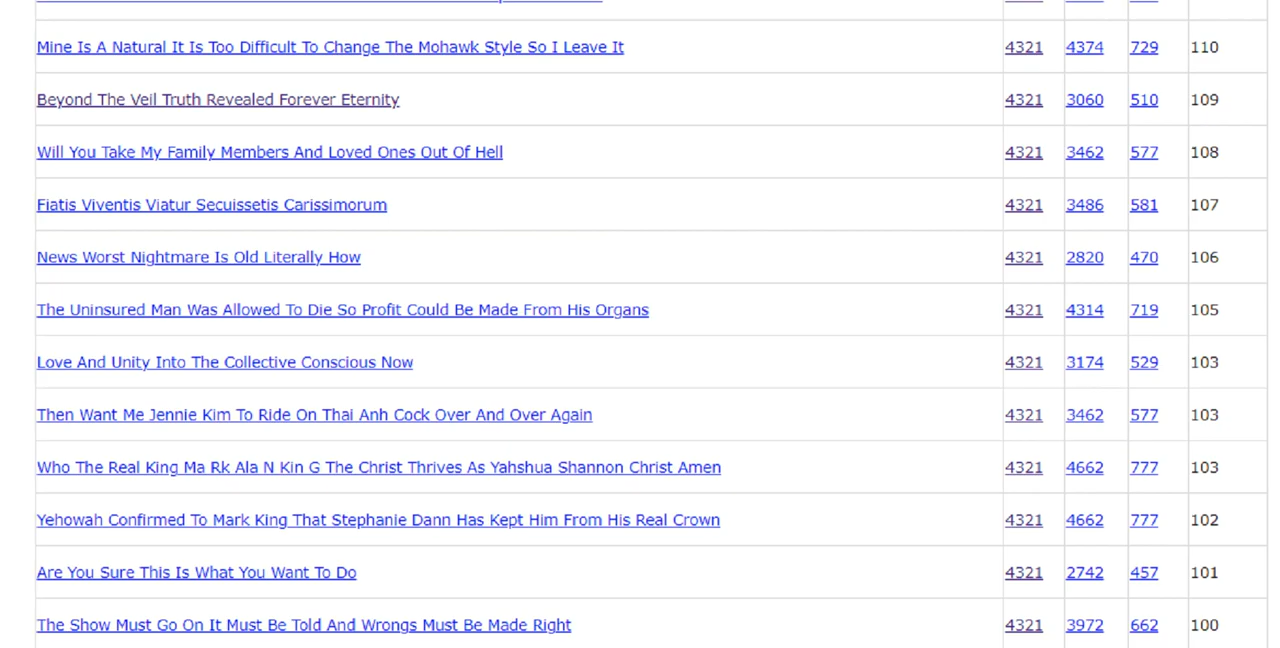 Mine Is A Natural It Is Too Difficult To Change The Mohawk Style So I Leave It 4321 4374 729 110
Beyond The Veil Truth Revealed Forever Eternity 4321 3060 510 109
Will You Take My Family Members And Loved Ones Out Of Hell 4321 3462 577 108
Fiatis Viventis Viatur Secuissetis Carissimorum 4321 3486 581 107
News Worst Nightmare Is Old Literally How 4321 2820 470 106
The Uninsured Man Was Allowed To Die So Profit Could Be Made From His Organs 4321 4314 719 105
Love And Unity Into The Collective Conscious Now 4321 3174 529 103
Then Want Me Jennie Kim To Ride On Thai Anh Cock Over And Over Again 4321 3462 577 103
Who The Real King Ma Rk Ala N Kin G The Christ Thrives As Yahshua Shannon Christ Amen 4321 4662 777 103
Yehowah Confirmed To Mark King That Stephanie Dann Has Kept Him From His Real Crown 4321 4662 777 102
Are You Sure This Is What You Want To Do 4321 2742 457 101
The Show Must Go On It Must Be Told And Wrongs Must Be Made Right 4321 3972 662 100